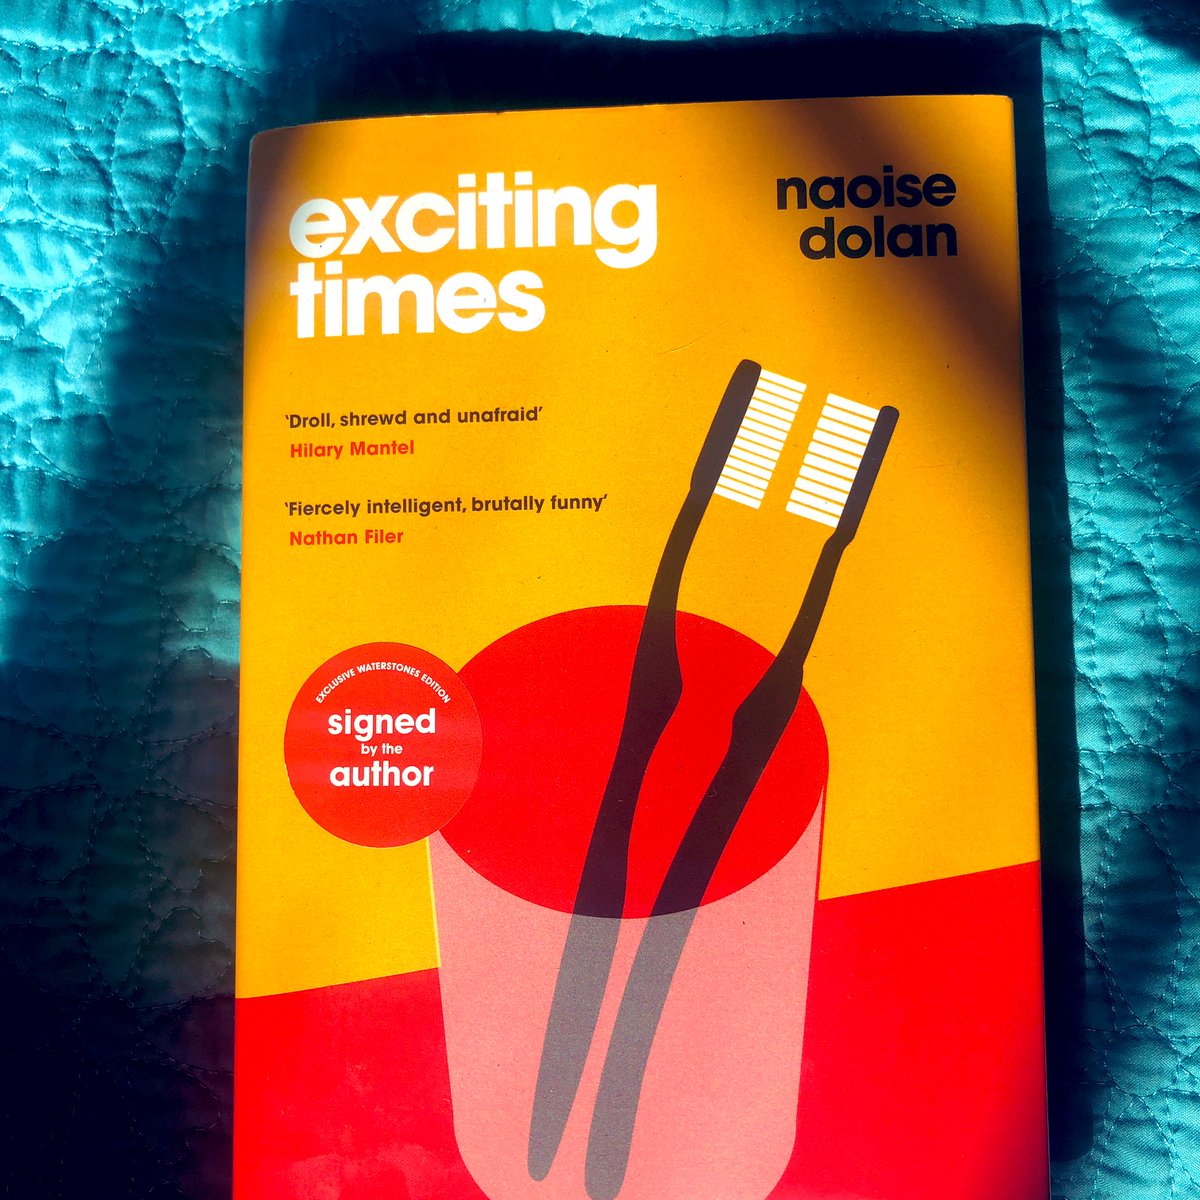 exciting
times
naoise
dolan
‘Droll, shrewd and unafraid’
Hilary Mantel
‘Fiercely intelligent, brutally funny’
Nathan Filer
EXCLUSIVE WATERSTONES EDITION
signed
by the
author